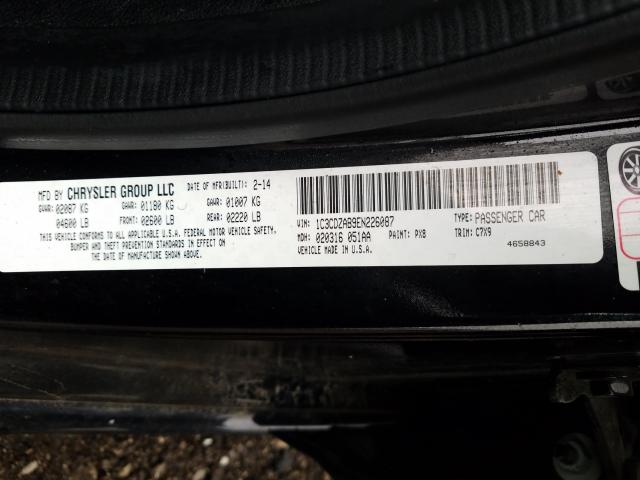 MFD BY CHRYSLER GROUP LLC DATE OF MFR(BUILT): 2-14
GVWR: 02087 KG GAWR: 01180 KG GAWR: 01007 KG
04600 LB FRONT: 02600 LB REAR: 02220 LB
THIS VEHICLE CONFORMS TO ALL APPLICABLE U.S.A. FEDERAL MOTOR VEHICLE SAFETY,
BUMPER AND THEFT PREVENTION STANDARDS IN EFFECT ON
THE DATE OF MANUFACTURE SHOWN ABOVE.
VIN: 1C3CDZAB9EN226087 TYPE: PASSENGER CAR
MDH: 020316 051AA PAINT: PX8 TRIM: C7X9
VEHICLE MADE IN U.S.A. 4658843